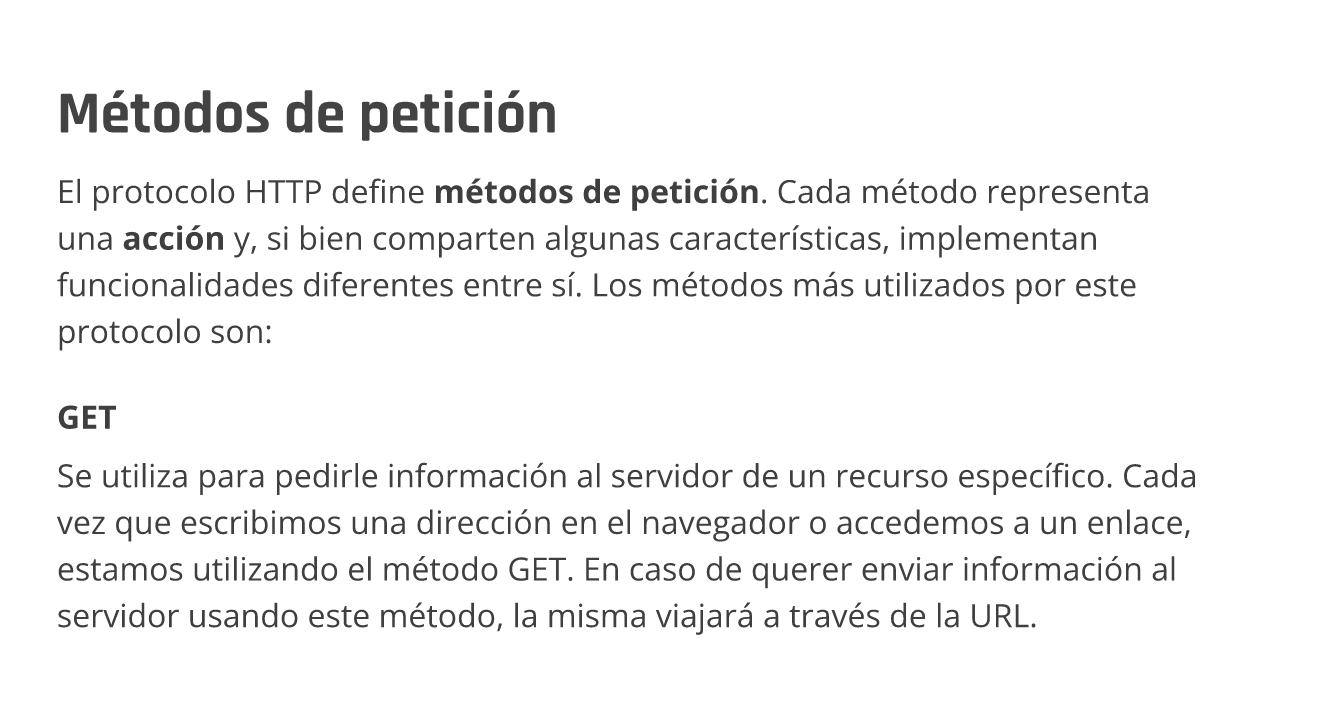 Métodos de petición
El protocolo HTTP define métodos de petición. Cada método representa
una acción y, si bien comparten algunas características, implementan
funcionalidades diferentes entre sí. Los métodos más utilizados por este
protocolo son:
GET
Se utiliza para pedirle información al servidor de un recurso específico. Cada
vez que escribimos una dirección en el navegador o accedemos a un enlace,
estamos utilizando el método GET. En caso de querer enviar información al
servidor usando este método, la misma viajará a través de la URL.